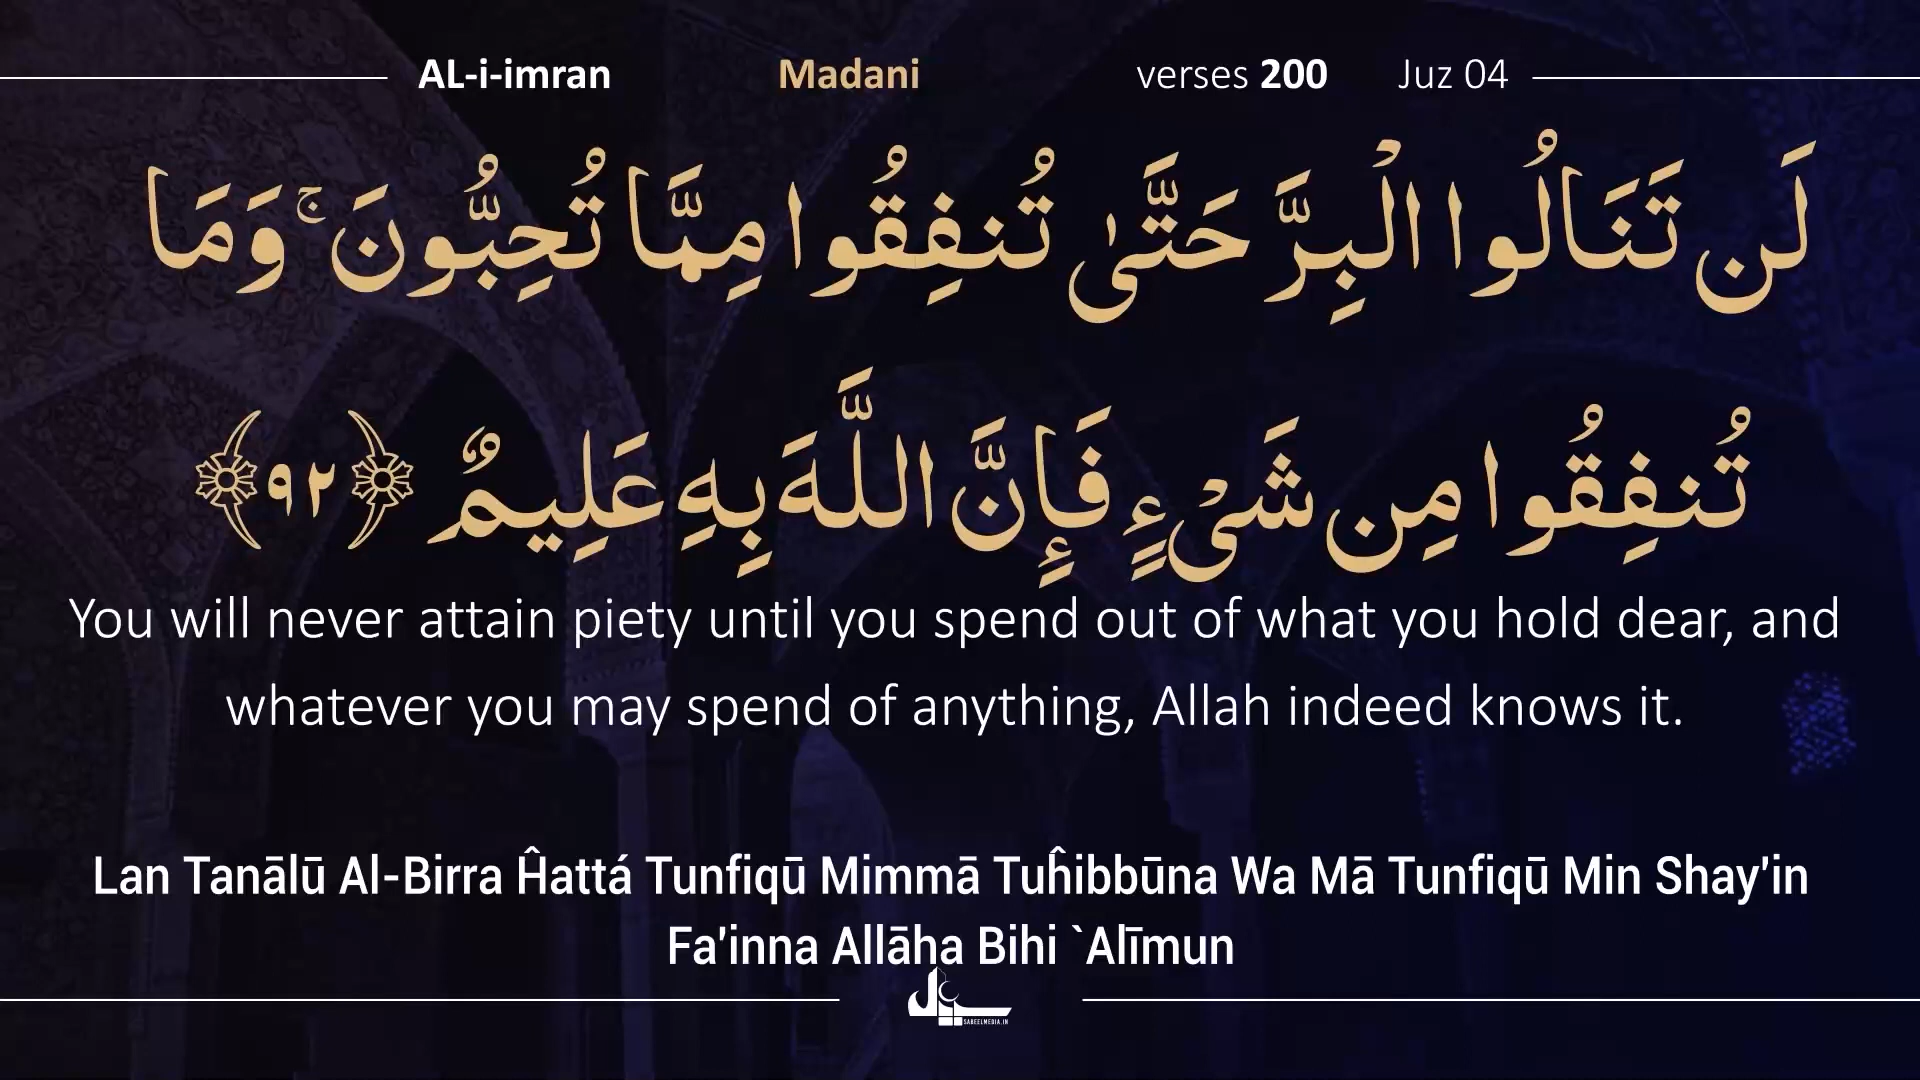 AL-i-imran Madani verses 200 Juz 04
لَن تَنَالُوا الْبِرَّ حَتَّىٰ تُنفِقُوا مِمَّا تُحِبُّونَ ۚ وَمَا
تُنفِقُوا مِن شَيْءٍ فَإِنَّ اللَّهَ بِهِ عَلِيمٌ ﴿٩٢﴾
You will never attain piety until you spend out of what you hold dear, and
whatever you may spend of anything, Allah indeed knows it.
Lan Tanālū Al-Birra Ĥattá Tunfiqū Mimmā Tuĥibbūna Wa Mā Tunfiqū Min Shay'in
Fa'inna Allāha Bihi `Alīmun
SABEELMEDIA.IN